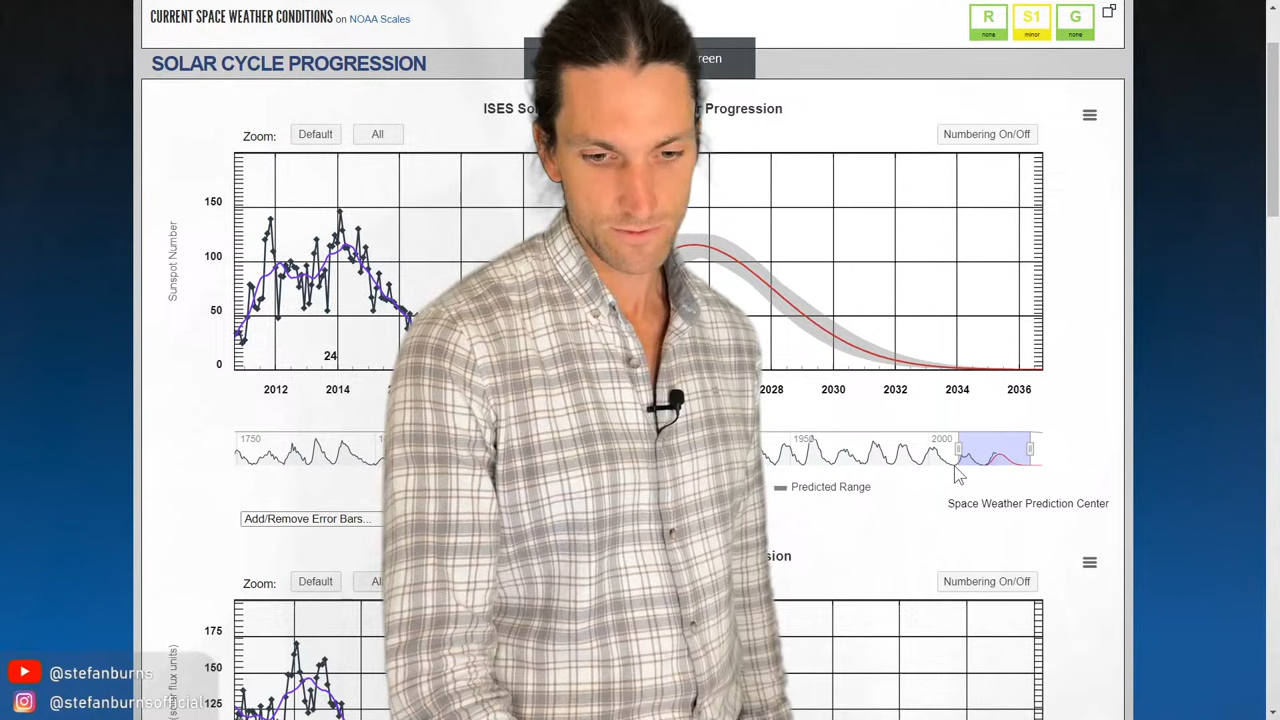 CURRENT SPACE WEATHER CONDITIONS on NOAA Scales
R
none
S1
minor
G
none
SOLAR CYCLE PROGRESSION
ISES Progression
Zoom: Default All
Numbering On/Off
Sunspot Number
150
100
50
0
24
2012 2014 2028 2030 2032 2034 2036
1750 1950 2000
Predicted Range
Space Weather Prediction Center
Add/Remove Error Bars...
Zoom: Default
Numbering On/Off
175
150
125
@stefanburns
@stefanburnsofficial